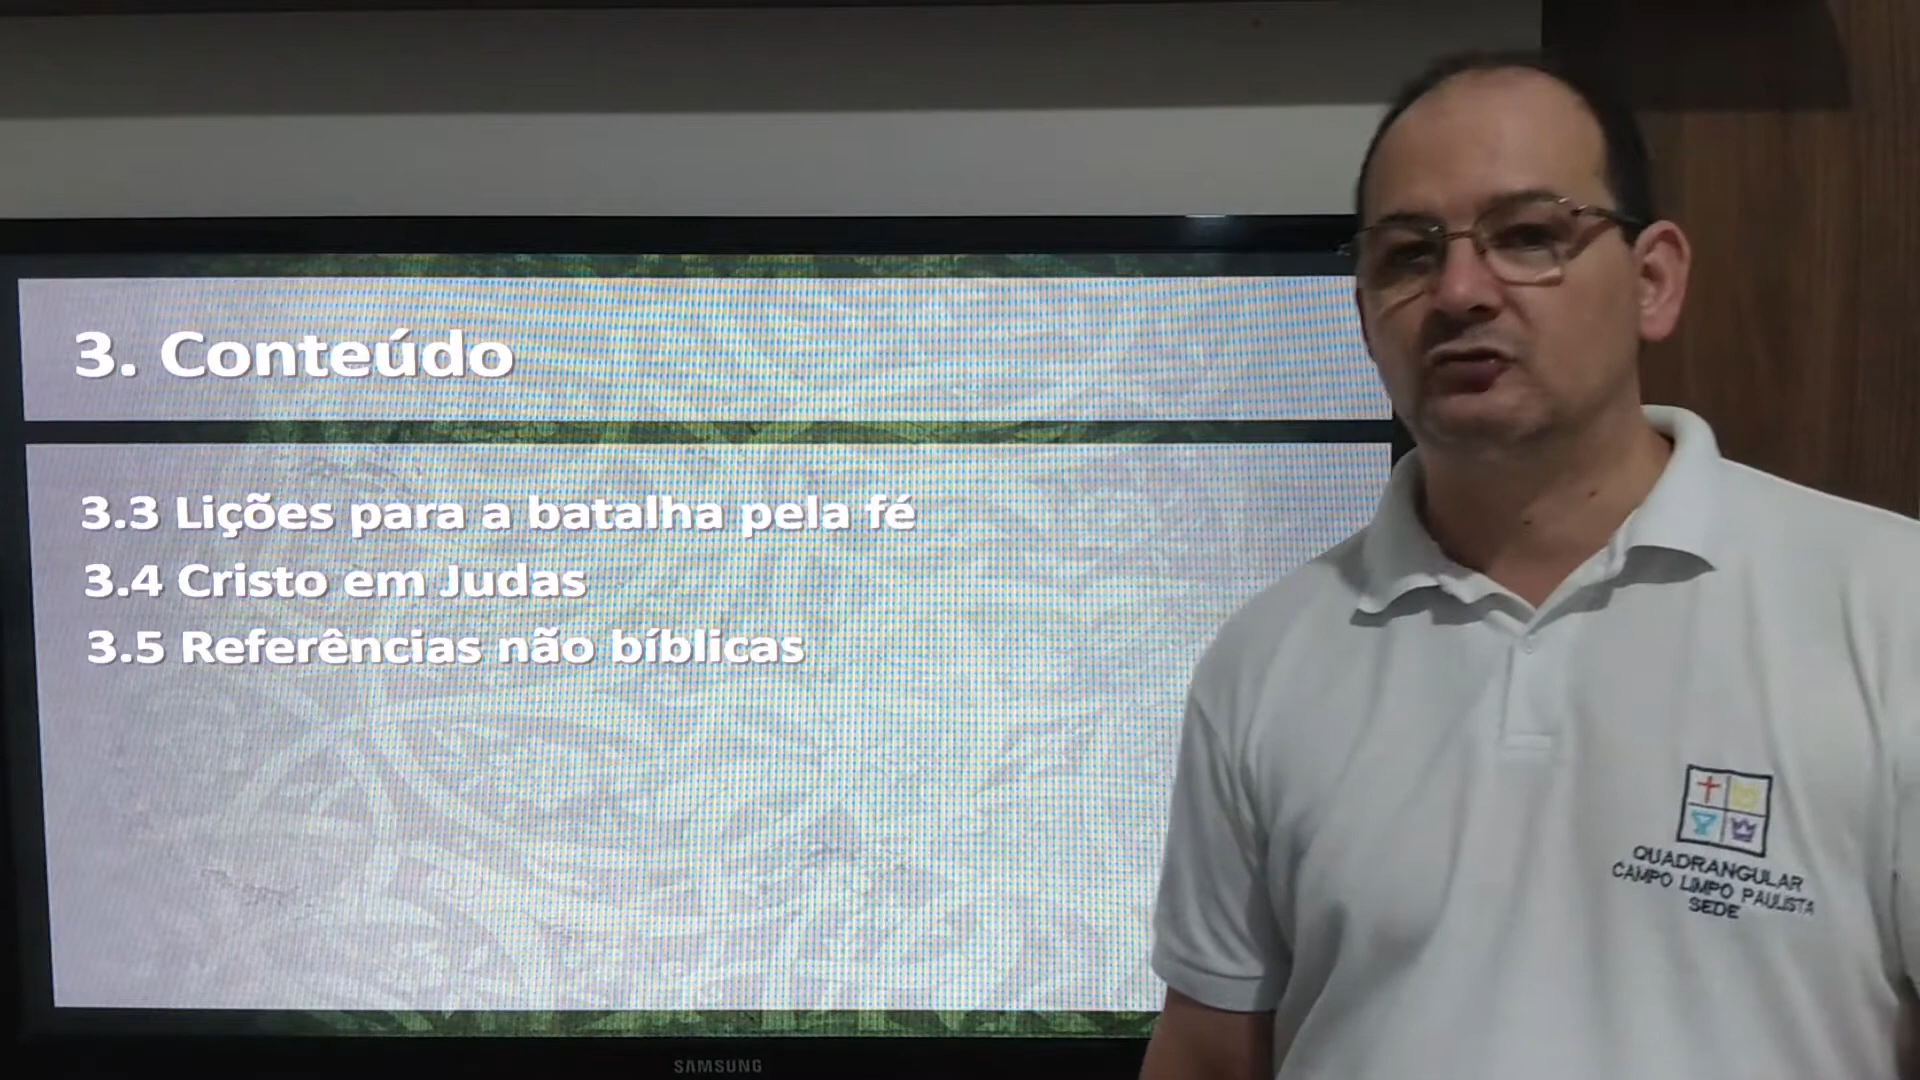 3. Conteúdo
3.3 Lições para a batalha pela fé
3.4 Cristo em Judas
3.5 Referências não bíblicas
SAMSUNG
QUADRANGULAR
CAMPO LIMPO PAULISTA
SEDE